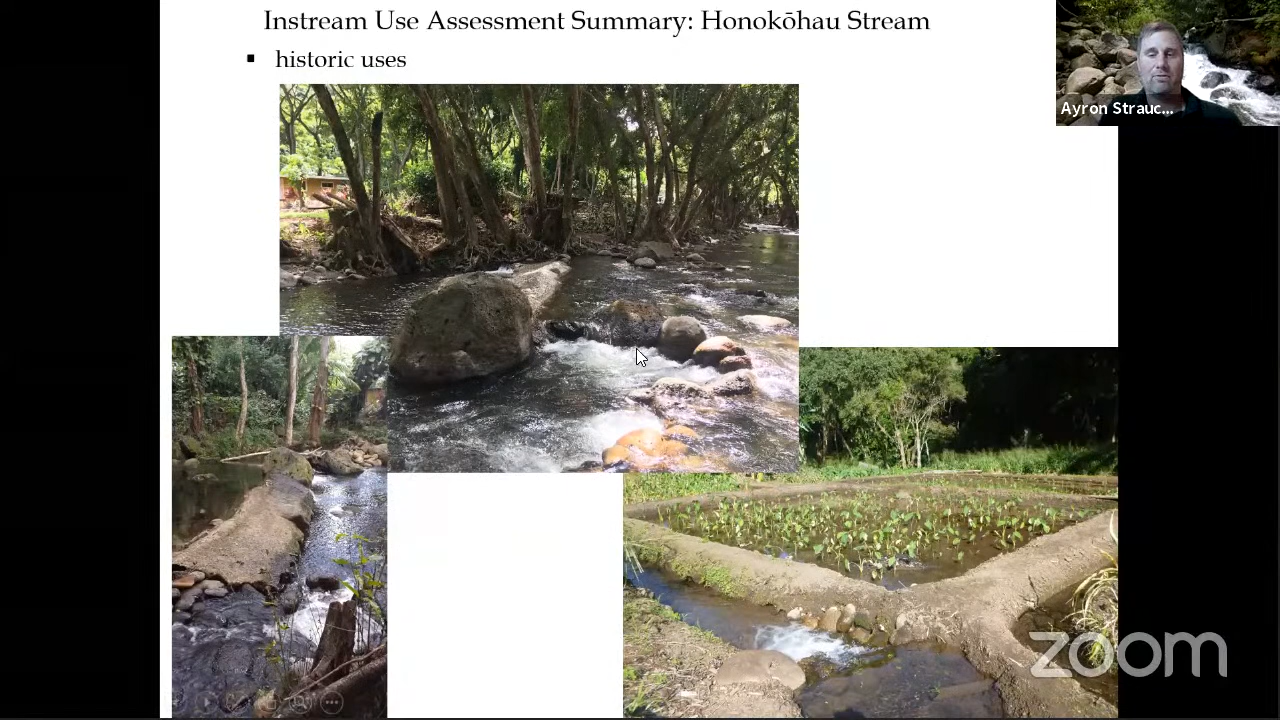 Instream Use Assessment Summary: Honokōhau Stream
▪ historic uses
Ayron Strauc...
zoom